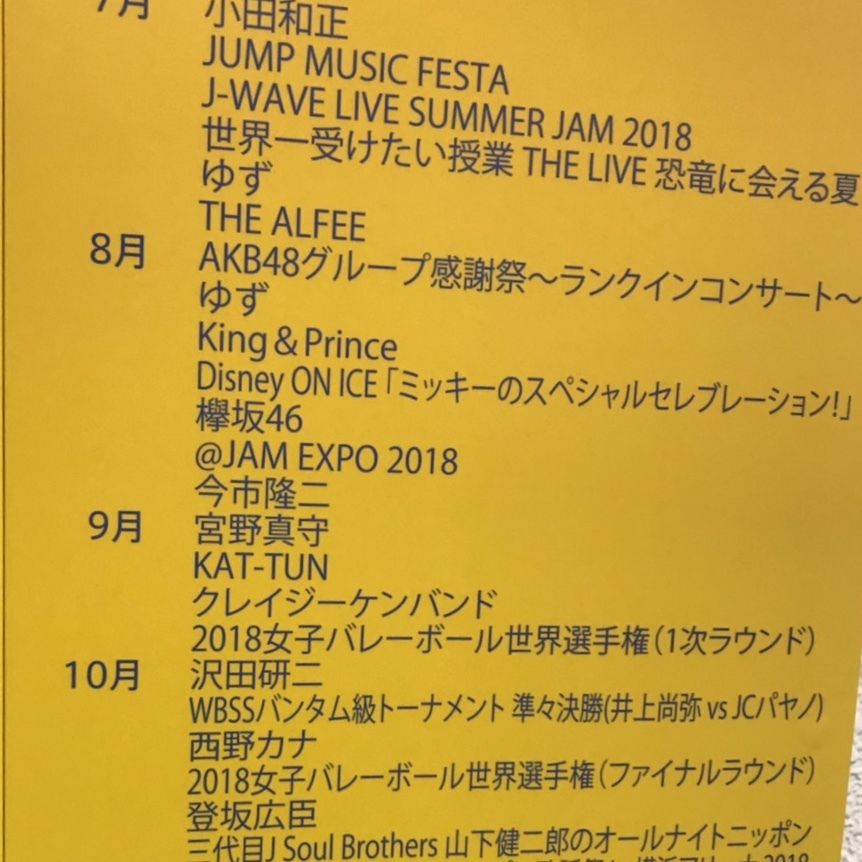 7月 小田和正
JUMP MUSIC FESTA
J-WAVE LIVE SUMMER JAM 2018
世界一受けたい授業 THE LIVE 恐竜に会える夏
ゆず
THE ALFEE
8月 AKB48グループ感謝祭～ランクインコンサート～
ゆず
King & Prince
Disney ON ICE「ミッキーのスペシャルセレブレーション!」
欅坂46
@JAM EXPO 2018
今市隆二
9月 宮野真守
KAT-TUN
クレイジーケンバンド
2018女子バレーボール世界選手権（1次ラウンド）
10月 沢田研二
WBSSバンタム級トーナメント 準々決勝(井上尚弥 vs JCパヤノ)
西野カナ
2018女子バレーボール世界選手権（ファイナルラウンド）
登坂広臣
三代目J Soul Brothers 山下健二郎のオールナイトニッポン